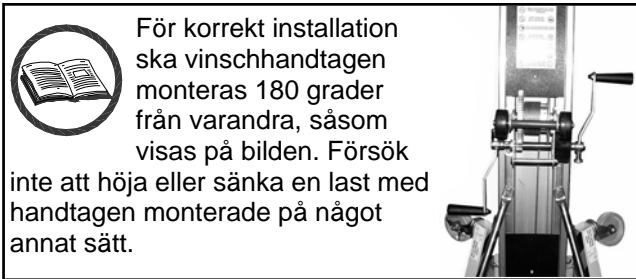 För korrekt installation
ska vinschhandtagen
monteras 180 grader
från varandra, såsom
visas på bilden. Försök
inte att höja eller sänka en last med
handtagen monterade på något
annat sätt.